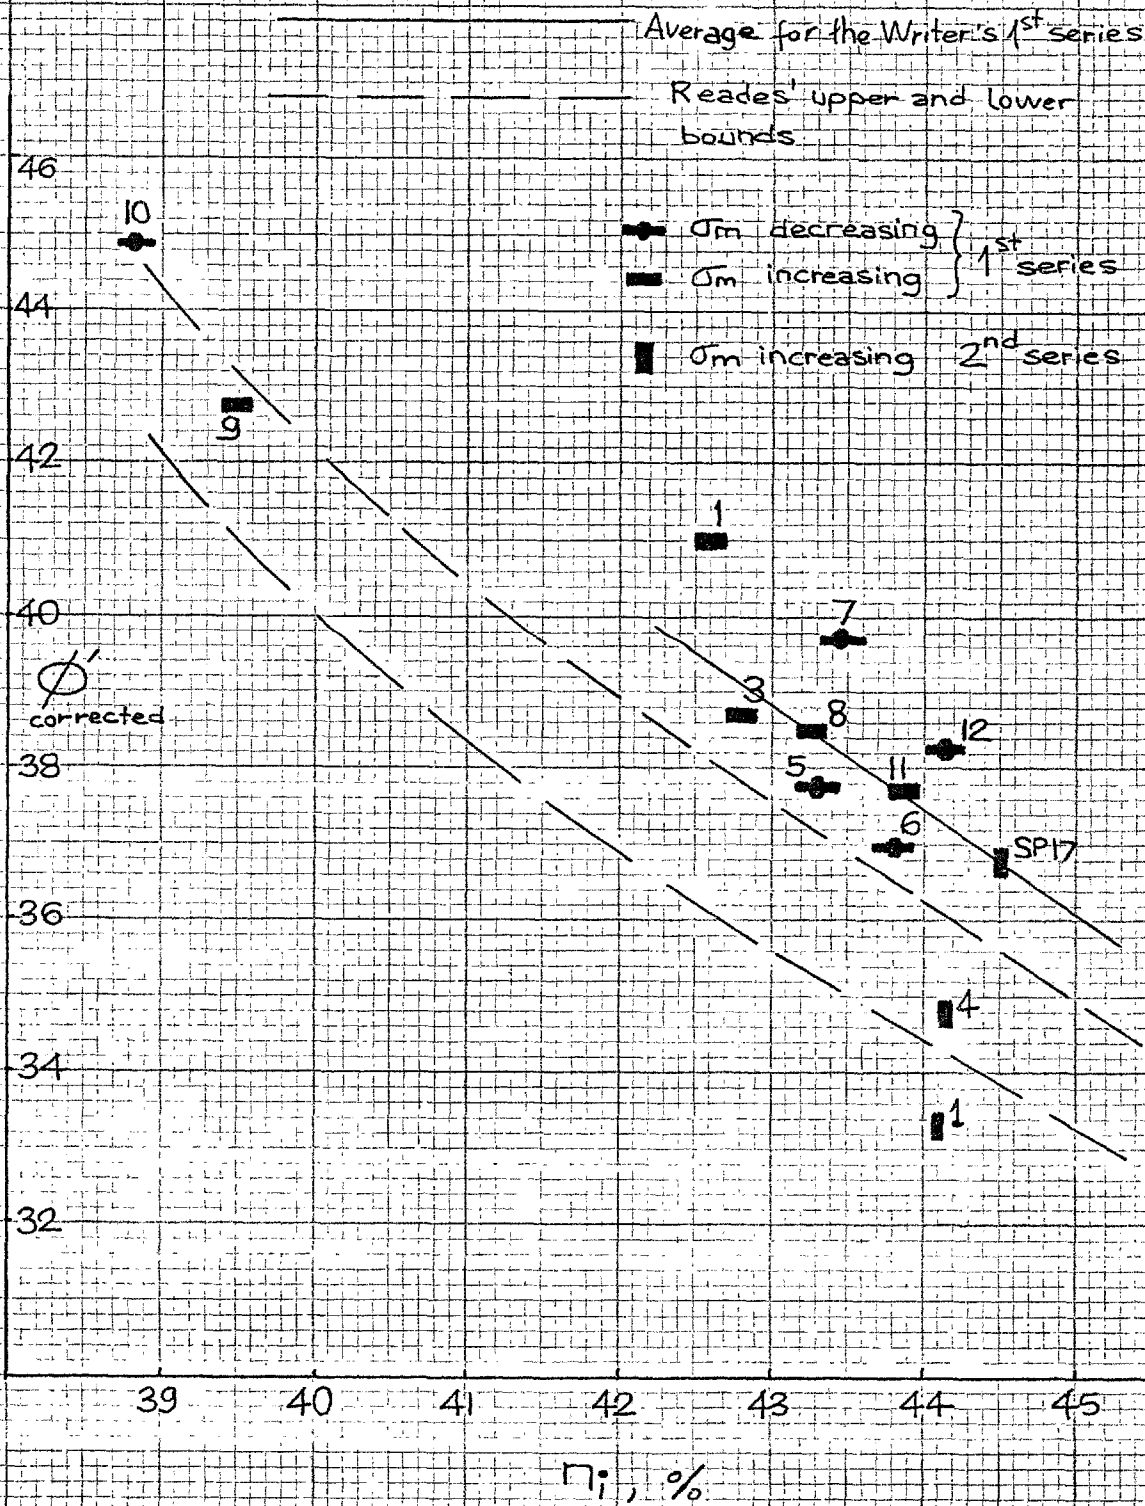 Average for the Writer's 1st series
Reades' upper and lower
bounds
σm decreasing
σm increasing
1st series
σm increasing 2nd series
46
44
42
40
38
36
34
32
ϕ'
corrected
10
9
1
7
3
8
12
5
11
6
SP17
4
1
39 40 41 42 43 44 45
ni, %